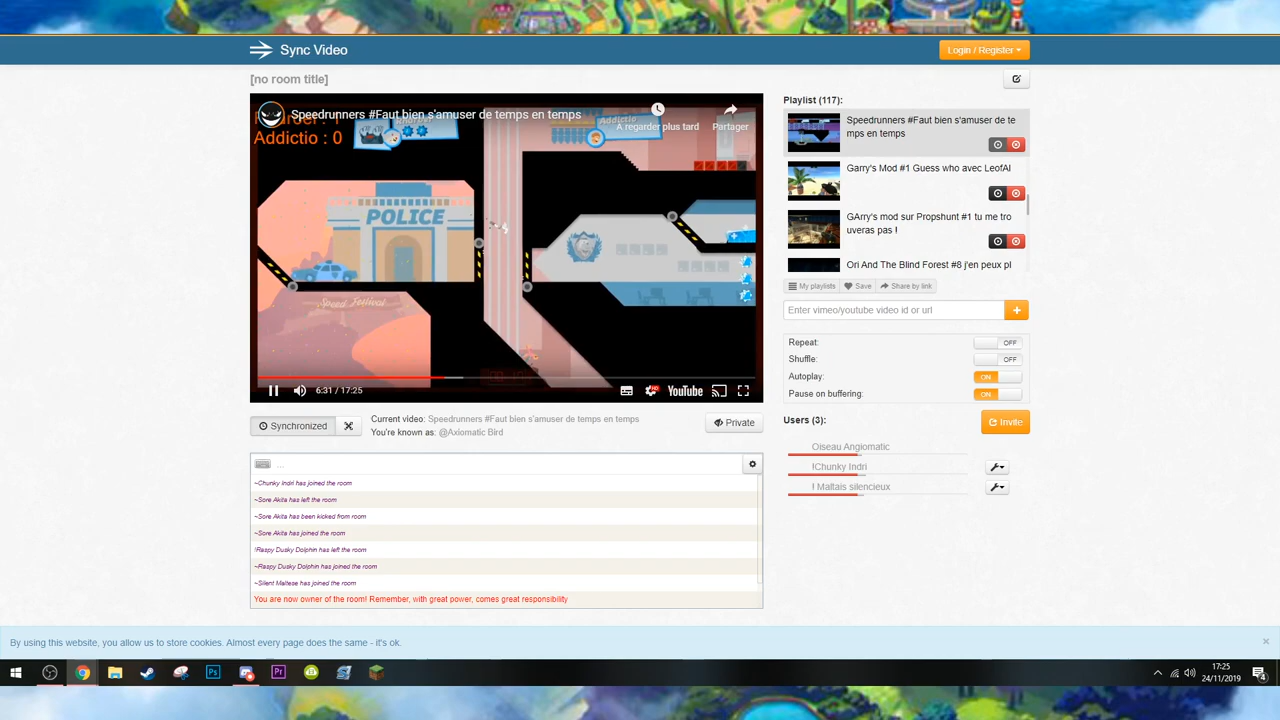 Sync Video
Login / Register
[no room title]
Speedrunners #Faut bien s'amuser de temps en temps
Addictio : 0
Addictio
À regarder plus tard
Partager
POLICE
Speed Festival
6:31 / 17:25
HD
YouTube
Playlist (117):
Speedrunners #Faut bien s'amuser de te
mps en temps
Garry's Mod #1 Guess who avec LeofAl
GArry's mod sur Propshunt #1 tu me tro
uveras pas !
Ori And The Blind Forest #8 j'en peux pl
My playlists
Save
Share by link
Enter vimeo/youtube video id or url
Repeat:
OFF
Shuffle:
OFF
Autoplay:
ON
Pause on buffering:
ON
Synchronized
Current video: Speedrunners #Faut bien s'amuser de temps en temps
You're known as: @Axiomatic Bird
Private
Users (3):
Invite
Oiseau Angiomatic
!Chunky Indri
! Maltais silencieux
...
~Chunky Indri has joined the room
~Sore Akita has left the room
~Sore Akita has been kicked from room
~Sore Akita has joined the room
!Raspy Dusky Dolphin has left the room
~Raspy Dusky Dolphin has joined the room
~Silent Maltese has joined the room
You are now owner of the room! Remember, with great power, comes great responsibility
By using this website, you allow us to store cookies. Almost every page does the same - it's ok.
×
Ps
Pr
17:25
24/11/2019
4